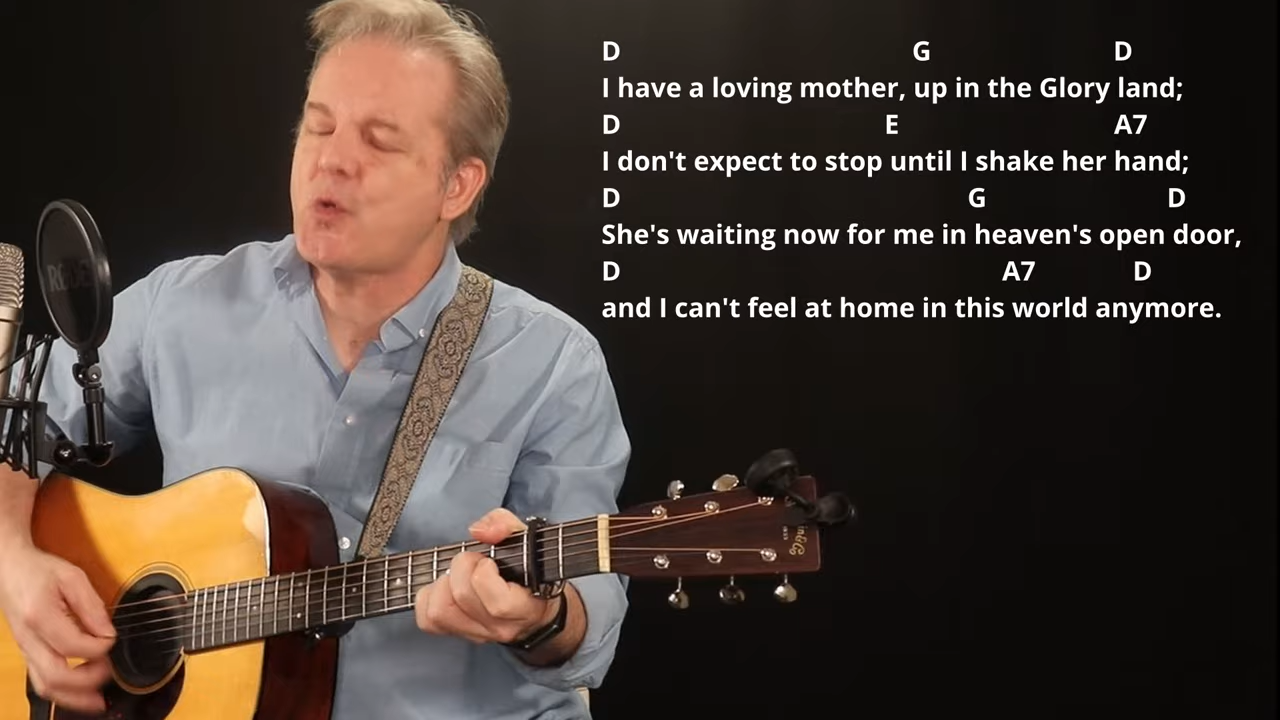 D G D
I have a loving mother, up in the Glory land;
D E A7
I don't expect to stop until I shake her hand;
D G D
She's waiting now for me in heaven's open door,
D A7 D
and I can't feel at home in this world anymore.
RODE